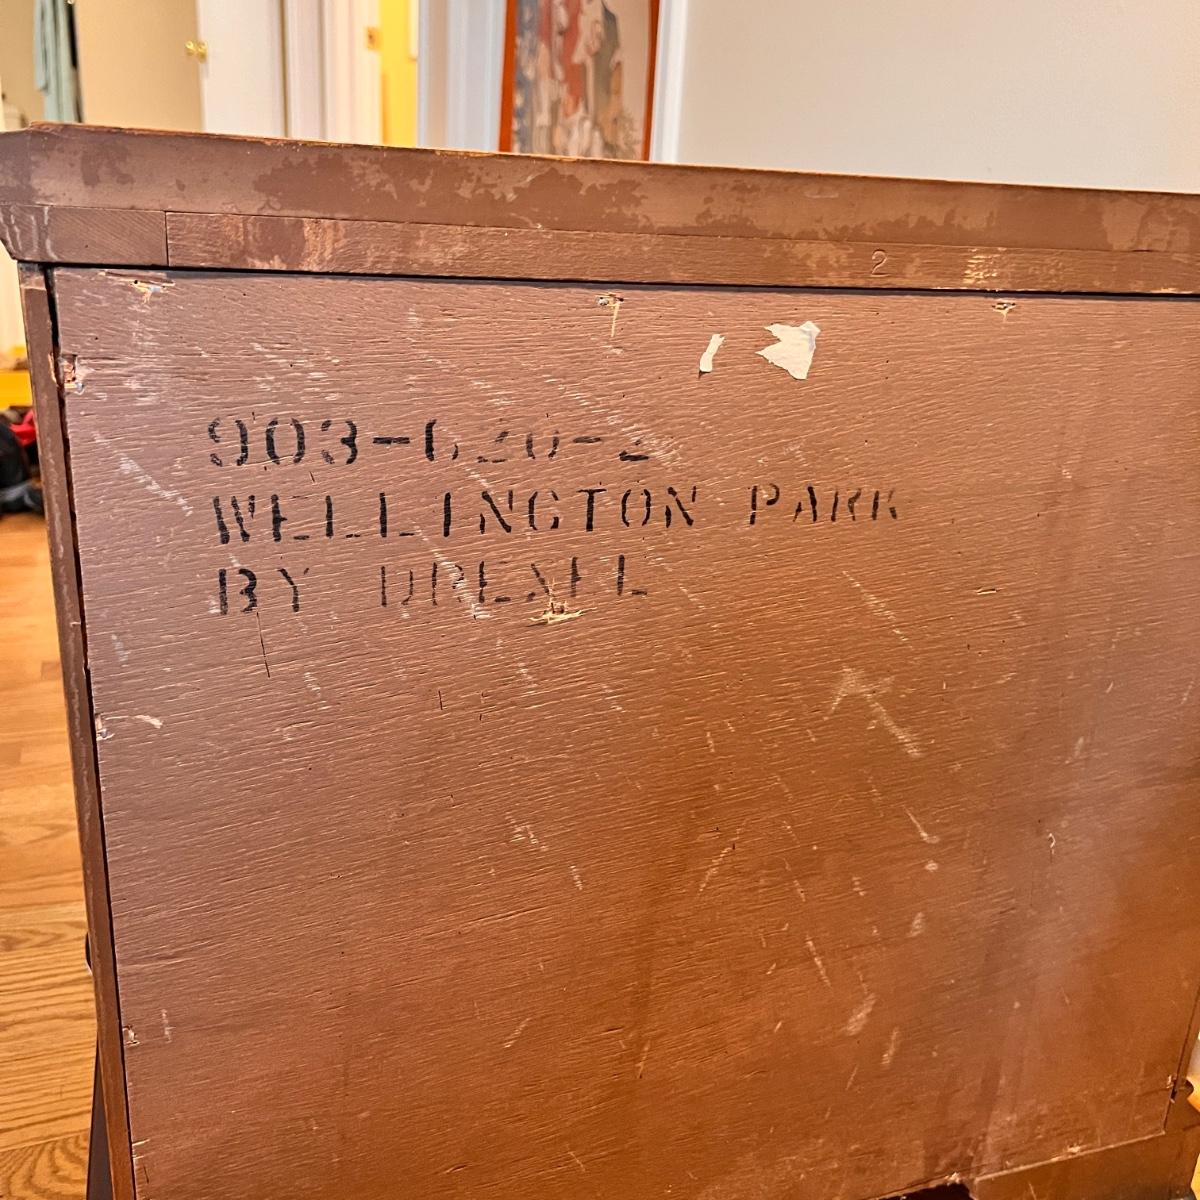 2
903-620-2
WELLINGTON PARK
BY DREXEL